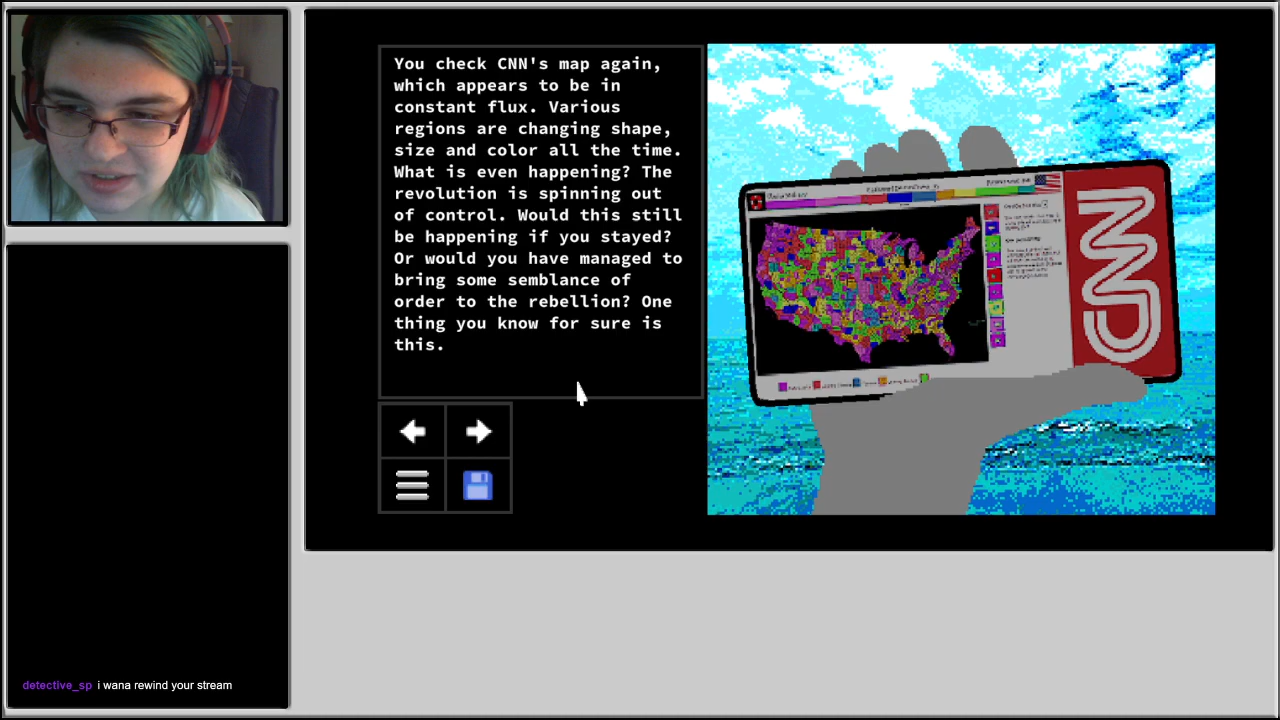 You check CNN's map again,
which appears to be in
constant flux. Various
regions are changing shape,
size and color all the time.
What is even happening? The
revolution is spinning out
of control. Would this still
be happening if you stayed?
Or would you have managed to
bring some semblance of
order to the rebellion? One
thing you know for sure is
this.
CNN
detective_sp i wana rewind your stream